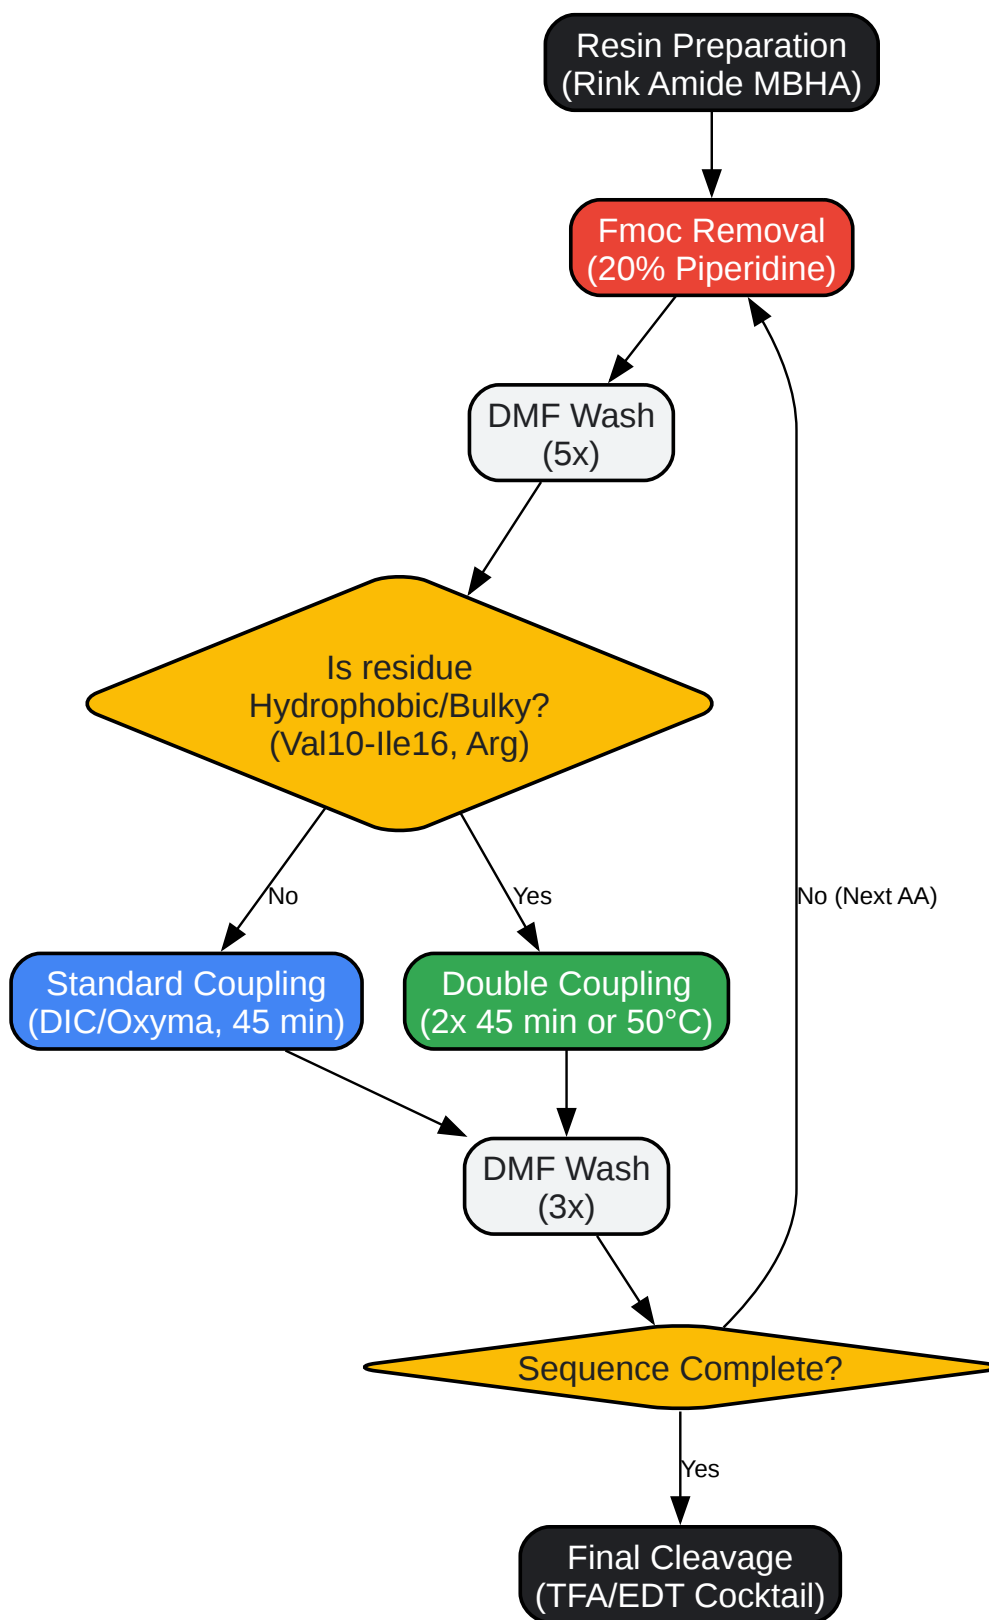 Resin Preparation
(Rink Amide MBHA)
Fmoc Removal
(20% Piperidine)
DMF Wash
(5x)
Is residue
Hydrophobic/Bulky?
(Val10-Ile16, Arg)
No
Yes
No (Next AA)
Standard Coupling
(DIC/Oxyma, 45 min)
Double Coupling
(2x 45 min or 50°C)
DMF Wash
(3x)
Sequence Complete?
Yes
Final Cleavage
(TFA/EDT Cocktail)